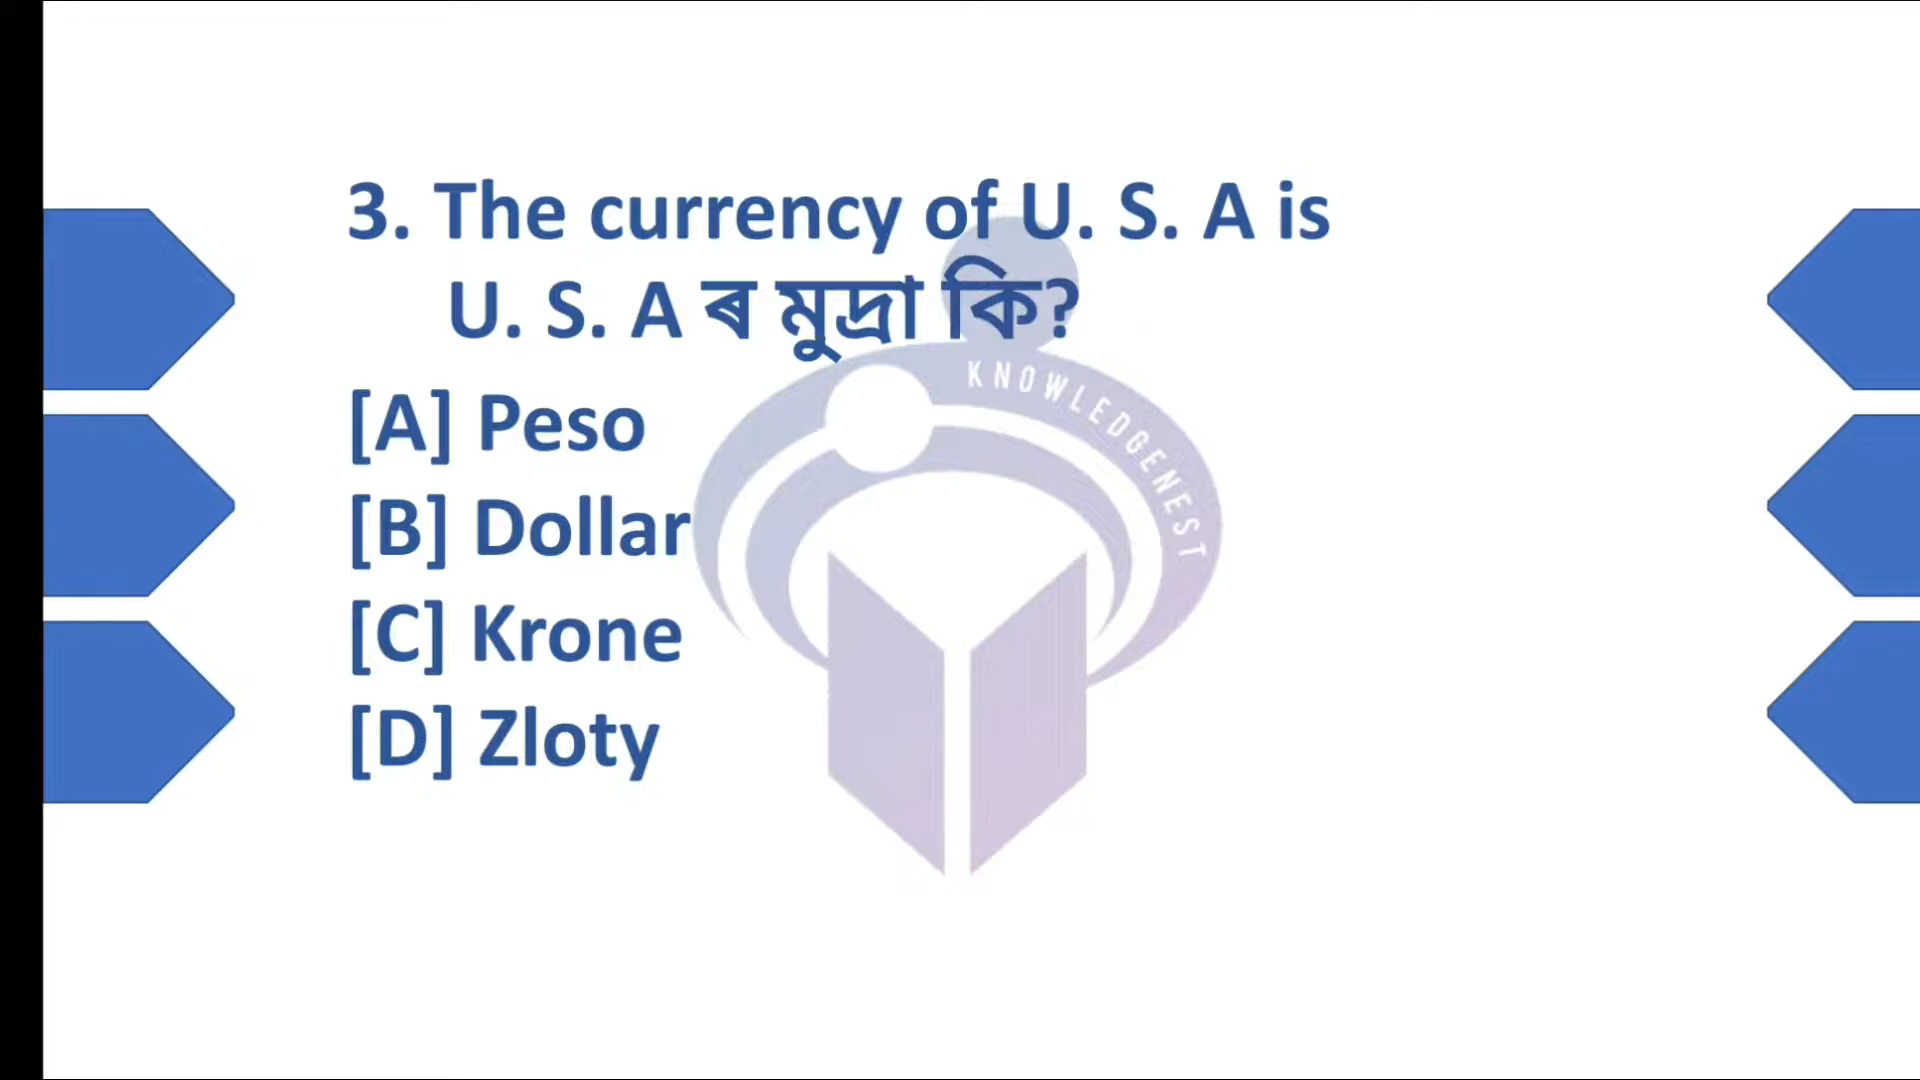 3. The currency of U. S. A is
U. S. A ৰ মুদ্ৰা কি?
[A] Peso
[B] Dollar
[C] Krone
[D] Zloty
KNOWLEDGENEST